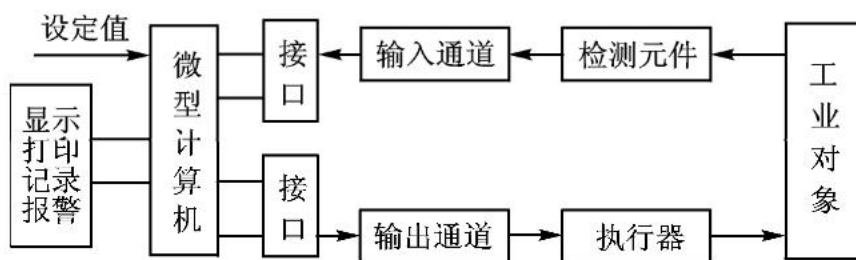 设定值
微型计算机
接口
输入通道
检测元件
工业对象
显示
打印
记录
报警
接口
输出通道
执行器